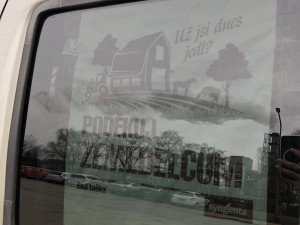 Už jsi dnes
jedl?
PODĚKUJ
ZEMĚDĚLCŮM
syngenta